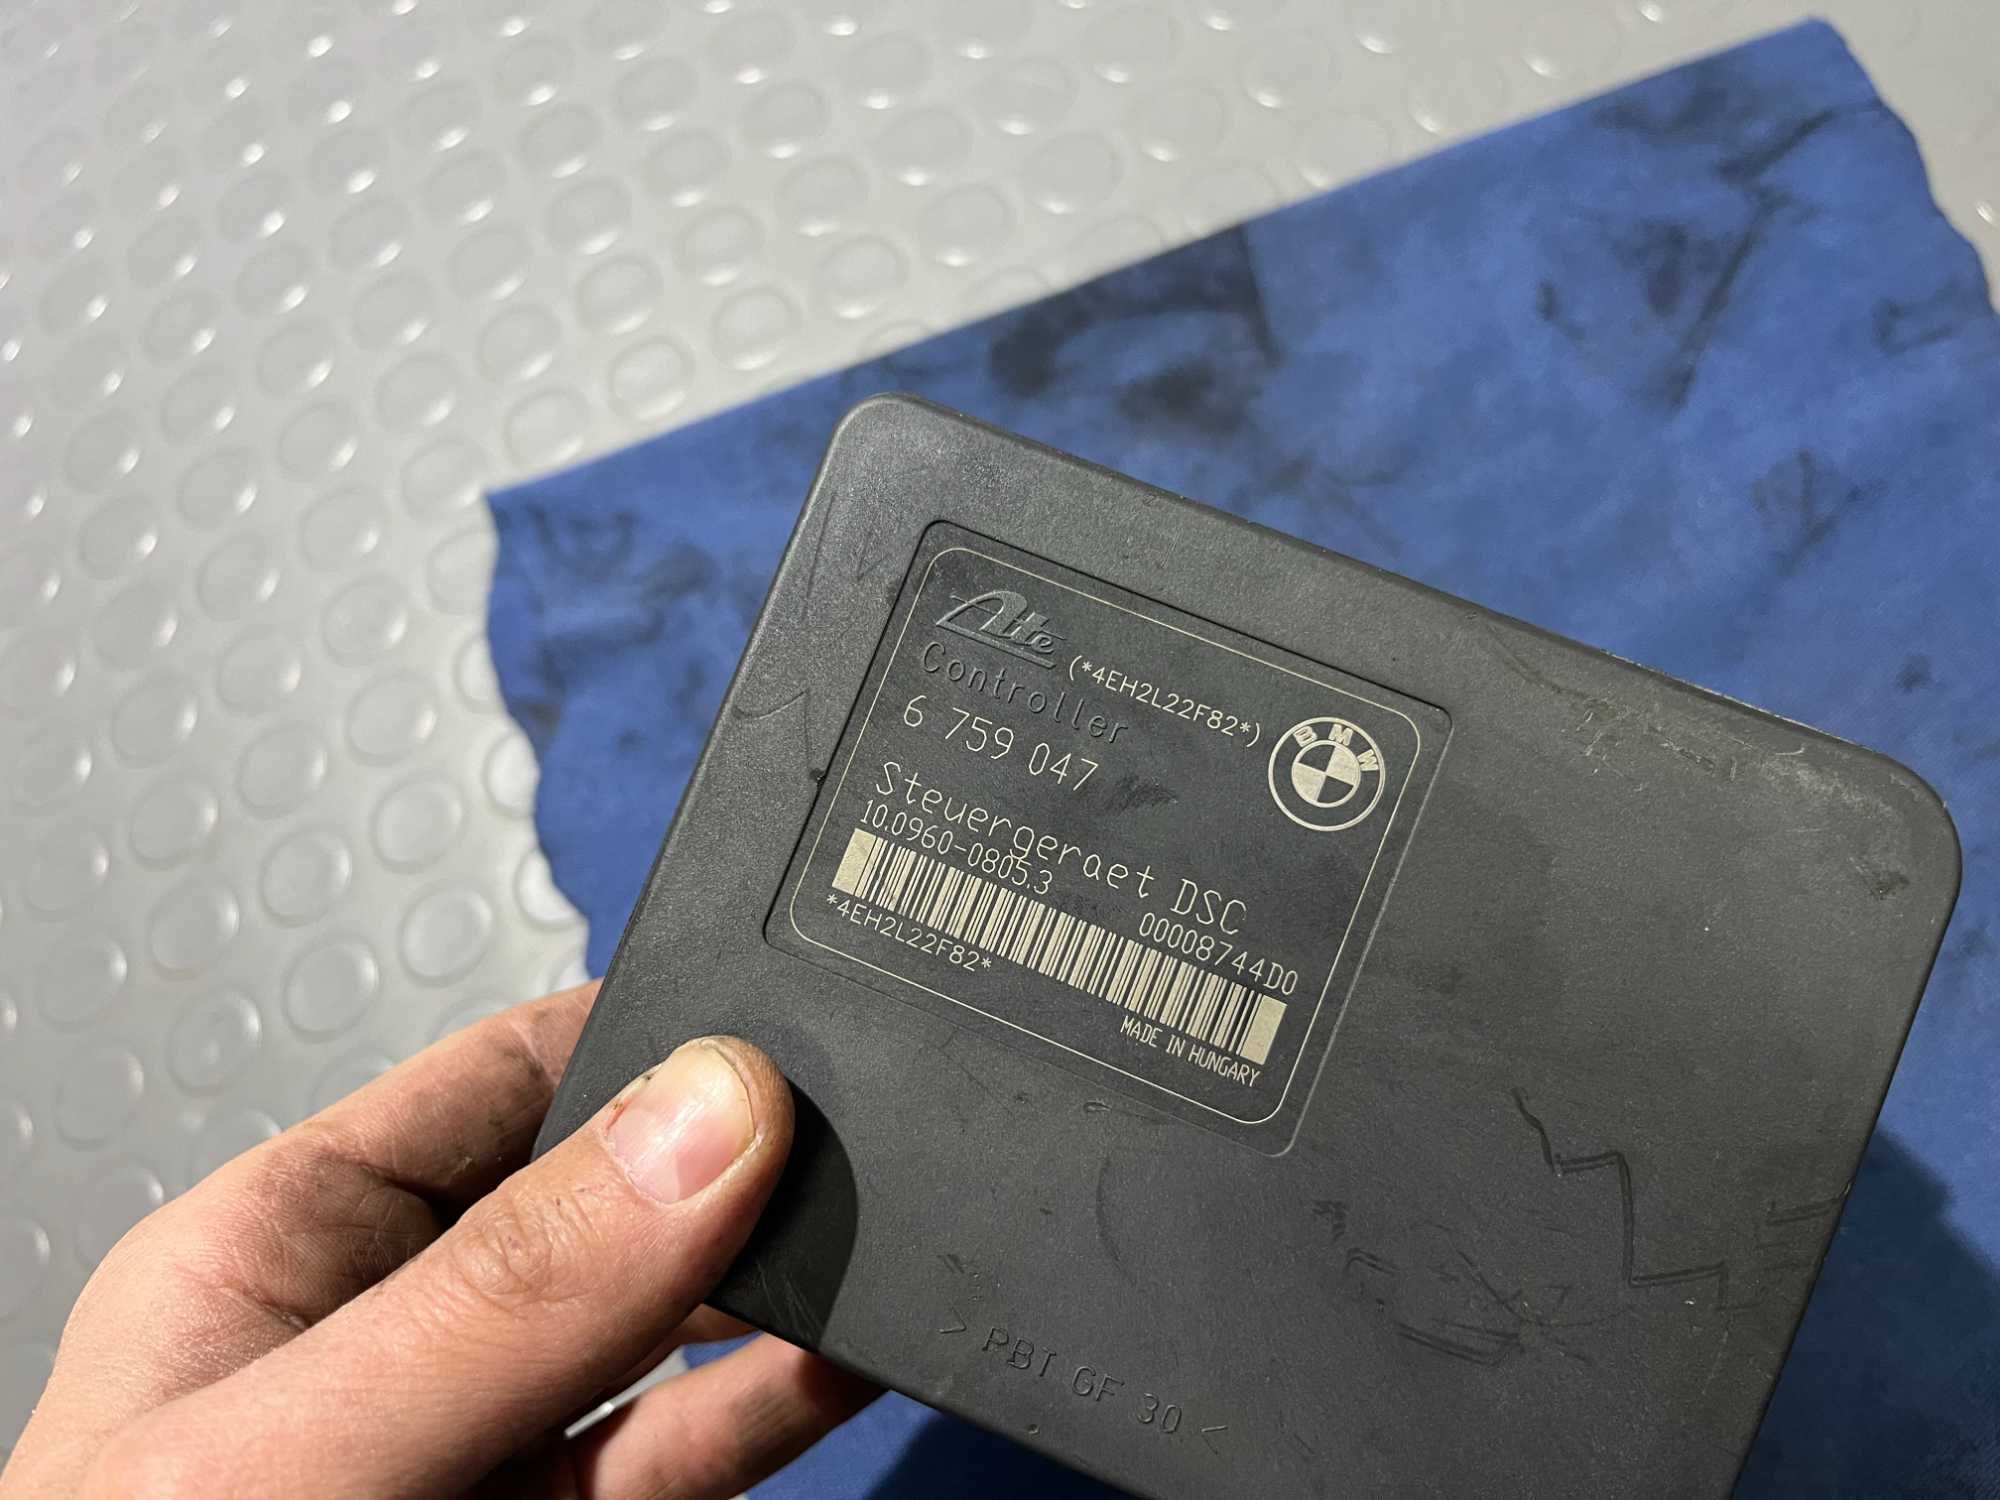 Ate
(*4EH2L22F82*)
Controller
BMW
6 759 047
Steuergeraet DSC
10.0960-0805.3
00008744D0
*4EH2L22F82*
MADE IN HUNGARY
> PBT GF 30 <